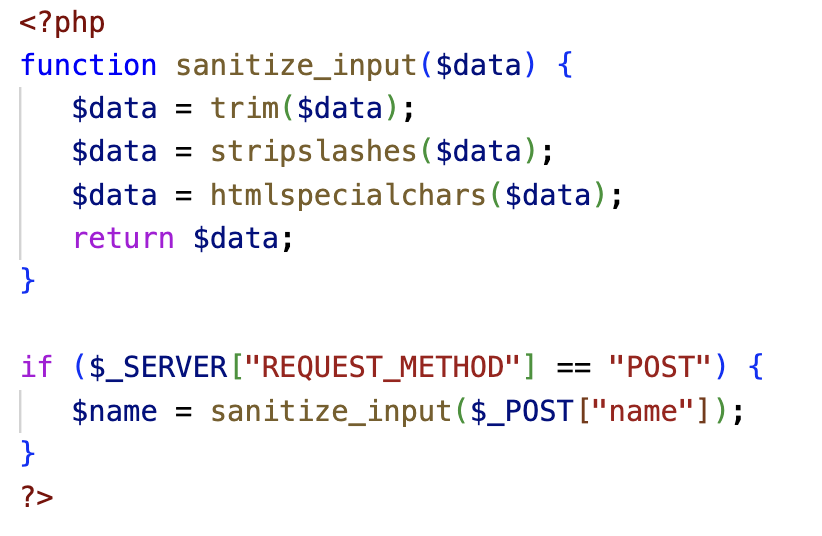 <?php
function sanitize_input($data) {
   $data = trim($data);
   $data = stripslashes($data);
   $data = htmlspecialchars($data);
   return $data;
}

if ($_SERVER["REQUEST_METHOD"] == "POST") {
   $name = sanitize_input($_POST["name"]);
}
?>